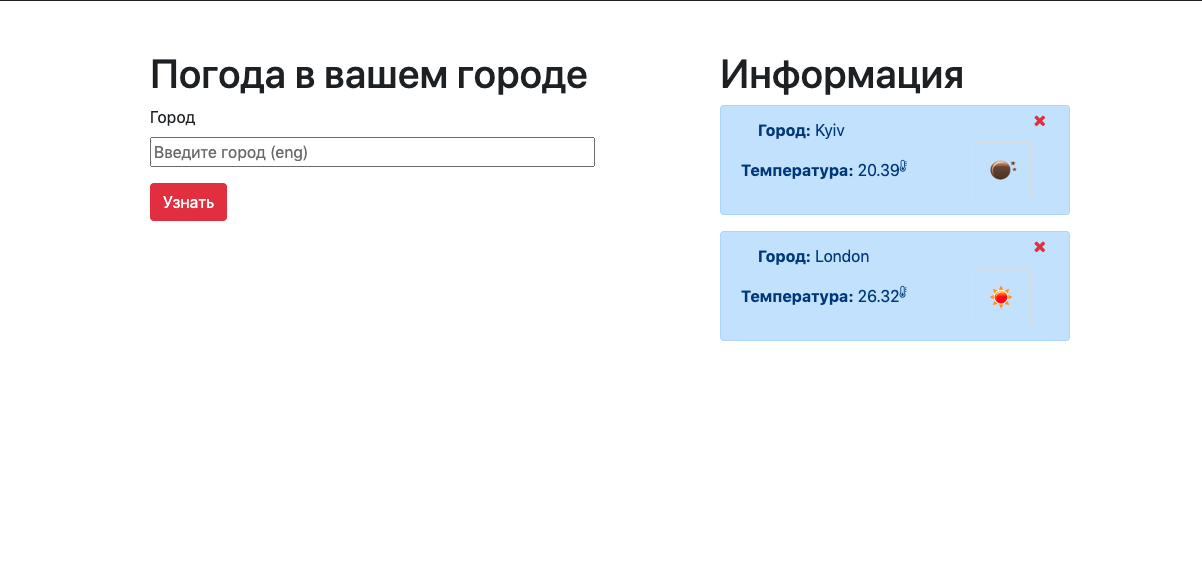 Погода в вашем городе
Город
Введите город (eng)
Узнать
Информация
Город: Kyiv
Температура: 20.39
Город: London
Температура: 26.32